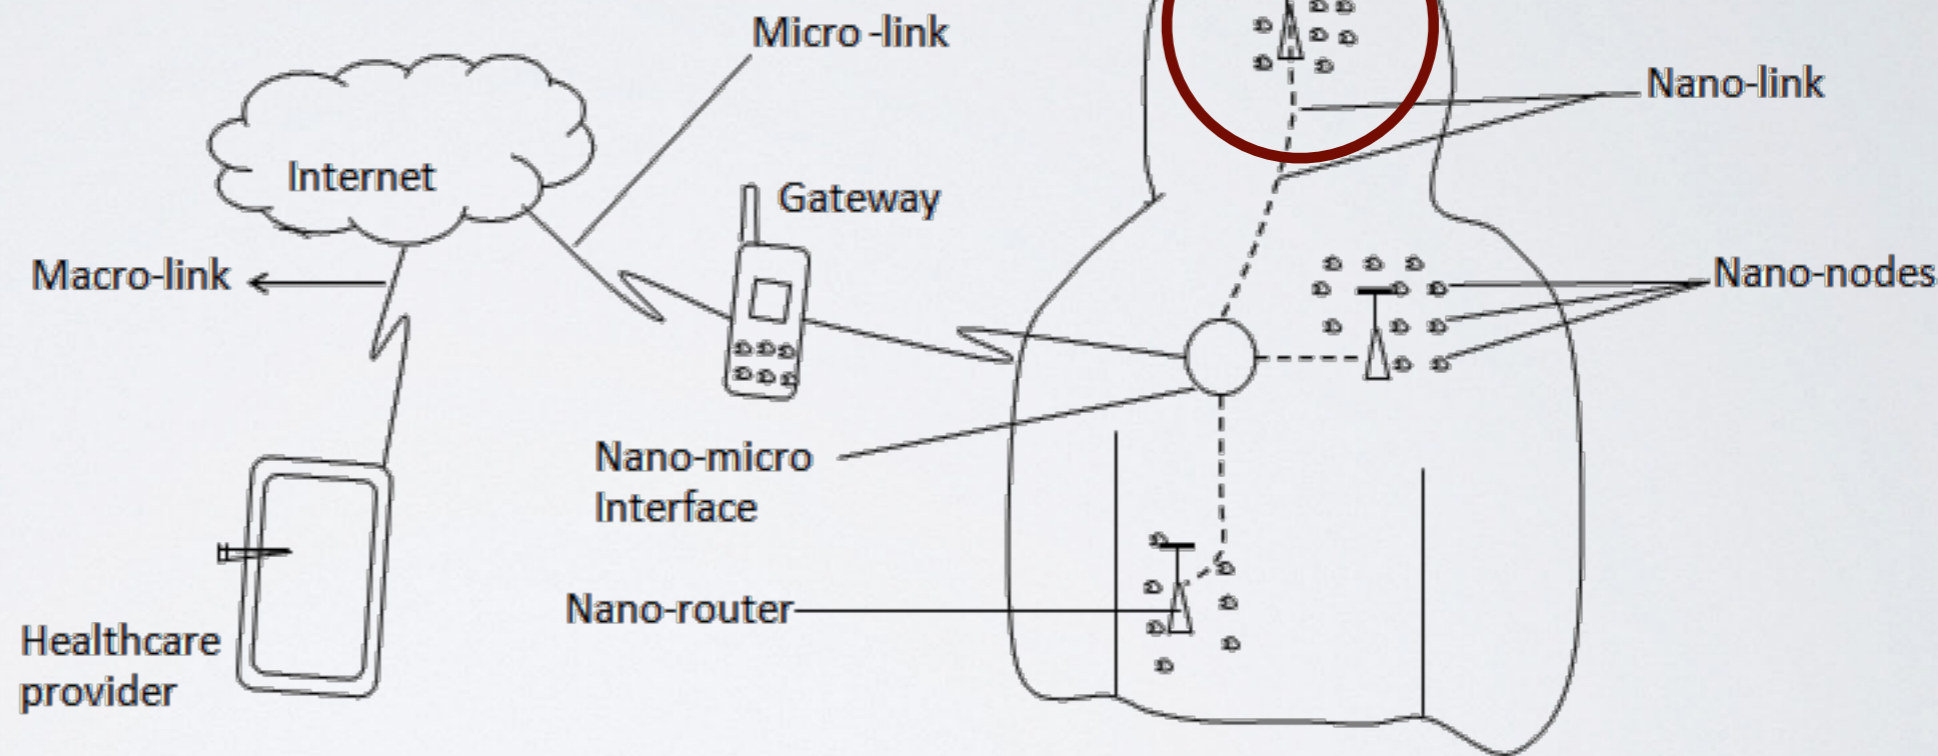 Micro -link
Nano-link
Internet
Gateway
Macro-link
Nano-nodes
Nano-micro
Interface
Nano-router
Healthcare
provider